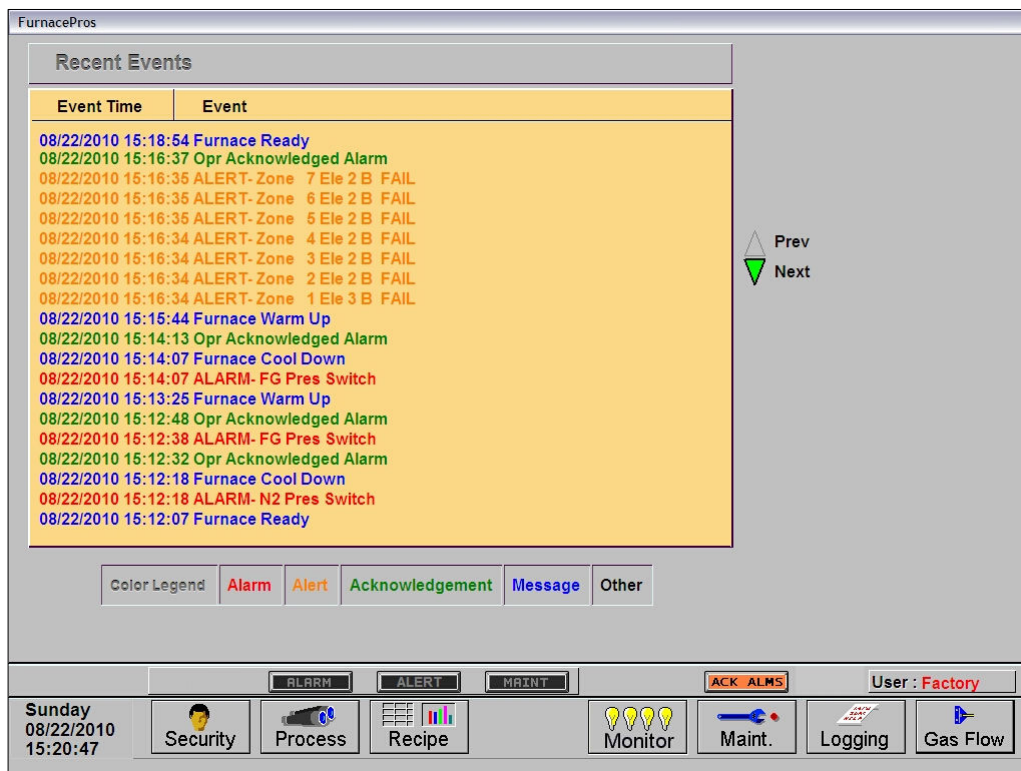 FurnacePros
Recent Events
Event Time Event
08/22/2010 15:18:54 Furnace Ready
08/22/2010 15:16:37 Opr Acknowledged Alarm
08/22/2010 15:16:35 ALERT- Zone 7 Ele 2 B FAIL
08/22/2010 15:16:35 ALERT- Zone 6 Ele 2 B FAIL
08/22/2010 15:16:35 ALERT- Zone 5 Ele 2 B FAIL
08/22/2010 15:16:34 ALERT- Zone 4 Ele 2 B FAIL
08/22/2010 15:16:34 ALERT- Zone 3 Ele 2 B FAIL
08/22/2010 15:16:34 ALERT- Zone 2 Ele 2 B FAIL
08/22/2010 15:16:34 ALERT- Zone 1 Ele 3 B FAIL
08/22/2010 15:15:44 Furnace Warm Up
08/22/2010 15:14:13 Opr Acknowledged Alarm
08/22/2010 15:14:07 Furnace Cool Down
08/22/2010 15:14:07 ALARM- FG Pres Switch
08/22/2010 15:13:25 Furnace Warm Up
08/22/2010 15:12:48 Opr Acknowledged Alarm
08/22/2010 15:12:38 ALARM- FG Pres Switch
08/22/2010 15:12:32 Opr Acknowledged Alarm
08/22/2010 15:12:18 Furnace Cool Down
08/22/2010 15:12:18 ALARM- N2 Pres Switch
08/22/2010 15:12:07 Furnace Ready
Prev
Next
Color Legend Alarm Alert Acknowledgement Message Other
ALARM ALERT MAINT ACK ALMS User : Factory
Sunday
08/22/2010
15:20:47
Security Process Recipe Monitor Maint. Logging Gas Flow